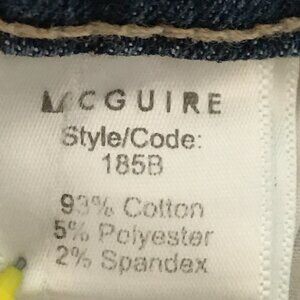 MCGUIRE
Style/Code:
185B
93% Cotton
5% Polyester
2% Spandex